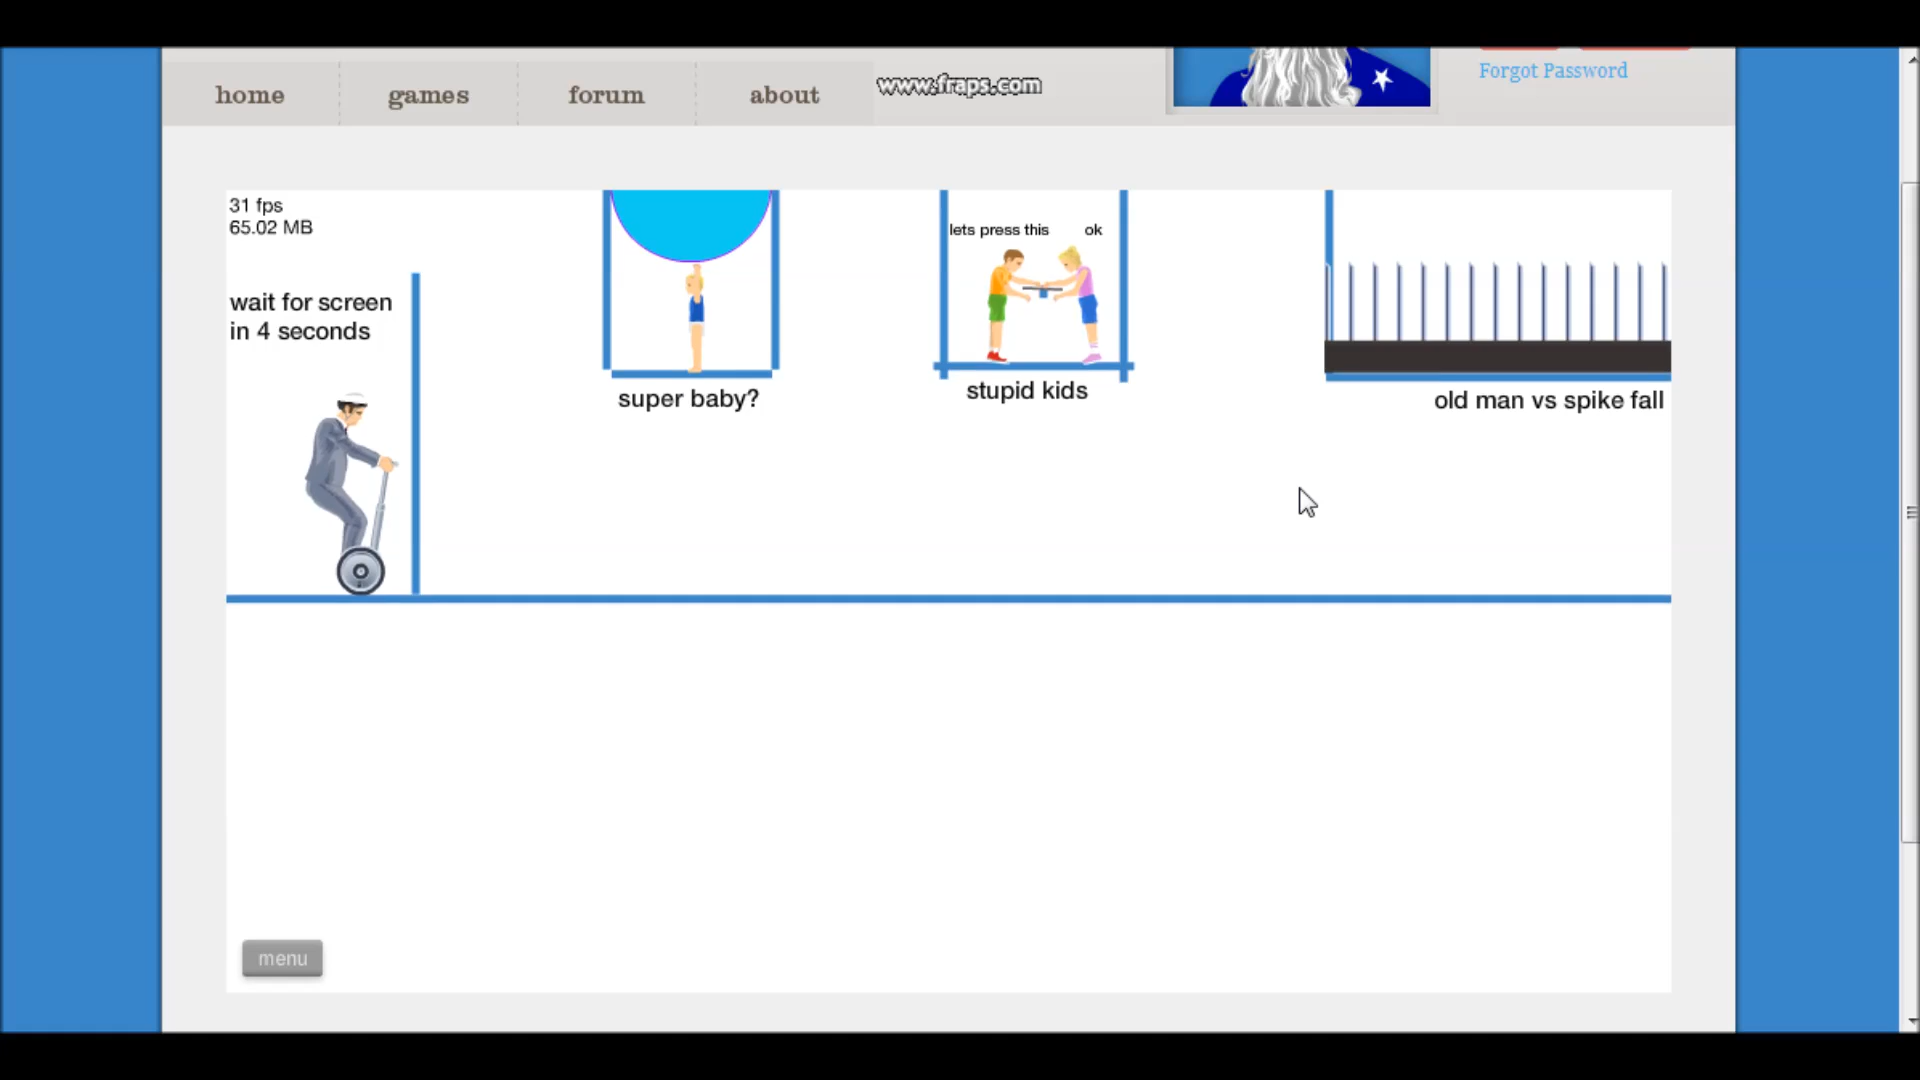 Forgot Password
home games forum about www.fraps.com
31 fps
65.02 MB
lets press this ok
wait for screen
in 4 seconds
super baby?
stupid kids
old man vs spike fall
menu